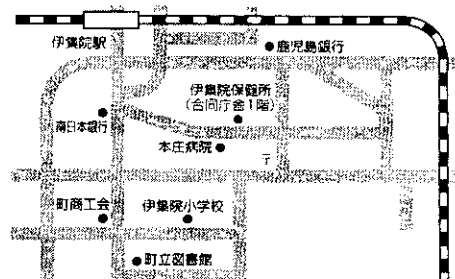 伊集院駅
鹿児島銀行
伊集院保健所
(合同庁舎1階)
南日本銀行
本庄病院
〒
町商工会
伊集院小学校
町立図書館